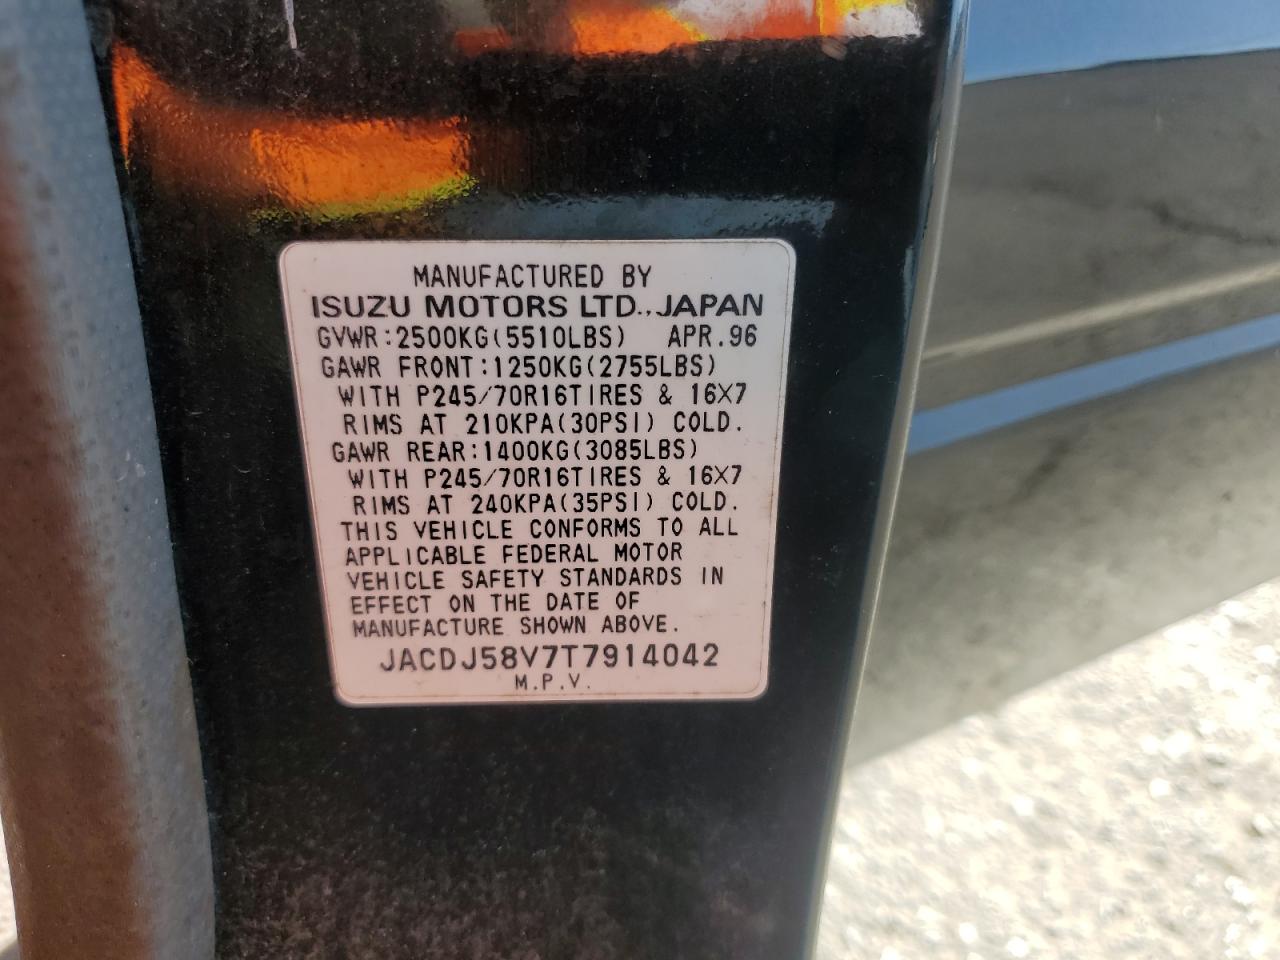 MANUFACTURED BY
ISUZU MOTORS LTD., JAPAN
GVWR:2500KG(5510LBS) APR.96
GAWR FRONT:1250KG(2755LBS)
WITH P245/70R16TIRES & 16X7
RIMS AT 210KPA(30PSI) COLD.
GAWR REAR:1400KG(3085LBS)
WITH P245/70R16TIRES & 16X7
RIMS AT 240KPA(35PSI) COLD.
THIS VEHICLE CONFORMS TO ALL
APPLICABLE FEDERAL MOTOR
VEHICLE SAFETY STANDARDS IN
EFFECT ON THE DATE OF
MANUFACTURE SHOWN ABOVE.
JACDJ58V7T7914042
M.P.V.